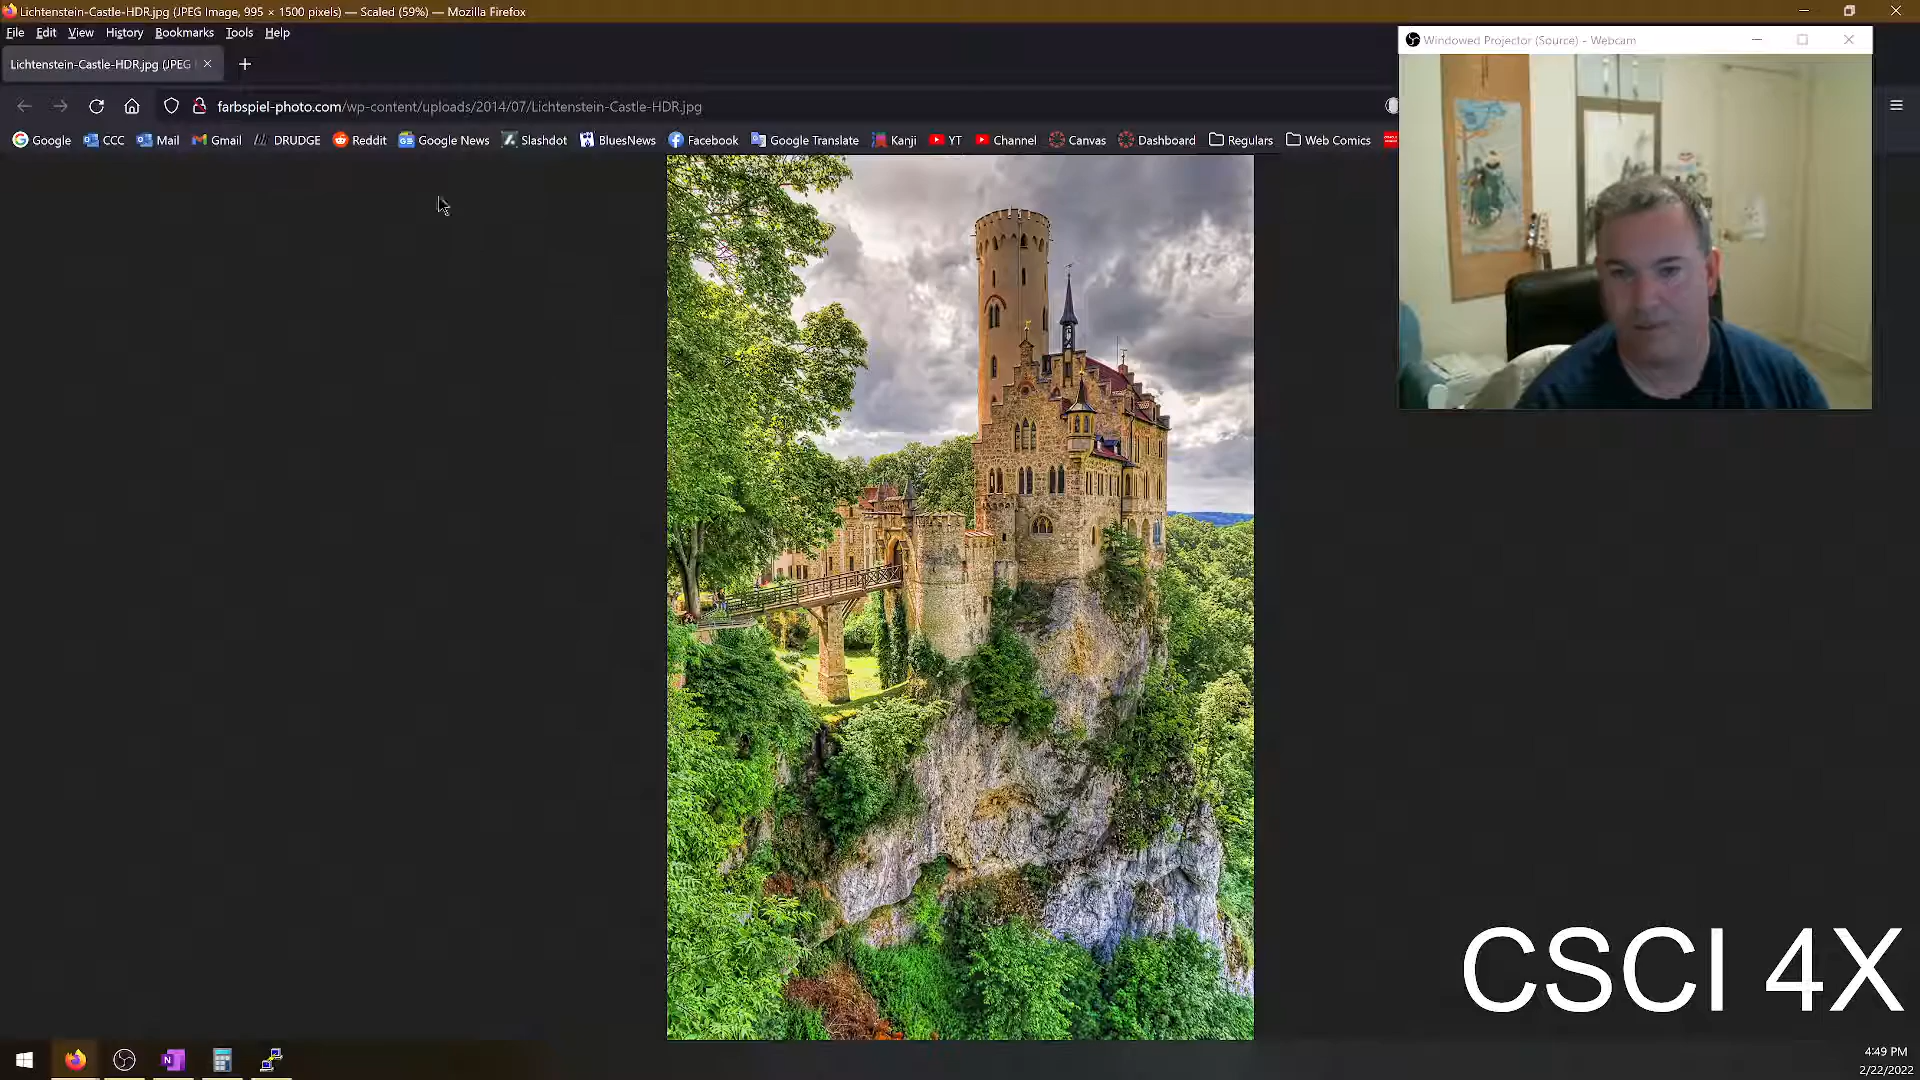 Lichtenstein-Castle-HDR.jpg (JPEG Image, 995 × 1500 pixels) — Scaled (59%) — Mozilla Firefox
File Edit View History Bookmarks Tools Help
Windowed Projector (Source) - Webcam
Lichtenstein-Castle-HDR.jpg (JPEG
farbspiel-photo.com/wp-content/uploads/2014/07/Lichtenstein-Castle-HDR.jpg
Google CCC Mail Gmail DRUDGE Reddit Google News Slashdot BluesNews Facebook Google Translate Kanji YT Channel Canvas Dashboard Regulars Web Comics
CSCI 4X
4:49 PM
2/22/2022